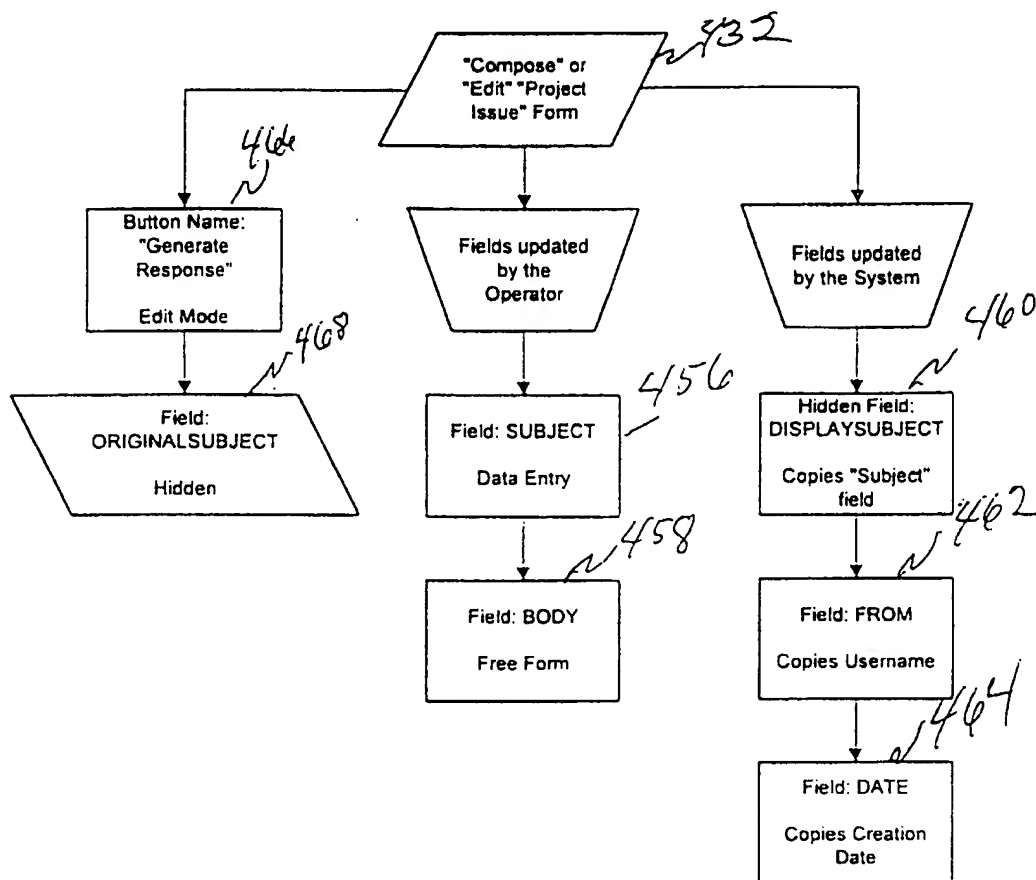 432
"Compose" or
"Edit" "Project
Issue" Form
466
Button Name:
"Generate
Response"
Edit Mode
Fields updated
by the
Operator
Fields updated
by the System
468
460
Field:
ORIGINALSUBJECT
Hidden
456
Field: SUBJECT
Data Entry
Hidden Field:
DISPLAYSUBJECT
Copies "Subject"
field
458
462
Field: BODY
Free Form
Field: FROM
Copies Username
464
Field: DATE
Copies Creation
Date